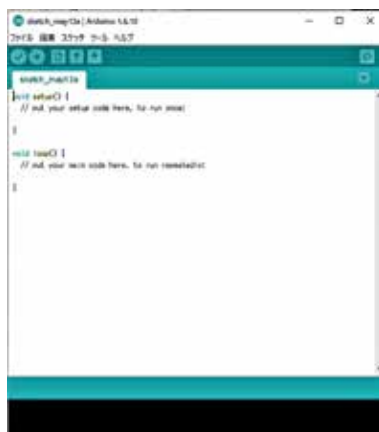 sketch_may13a | Arduino 1.8.10
ファイル 編集 スケッチ ツール ヘルプ
sketch_may13a
void setup() {
// put your setup code here, to run once:
}
void loop() {
// put your main code here, to run repeatedly:
}